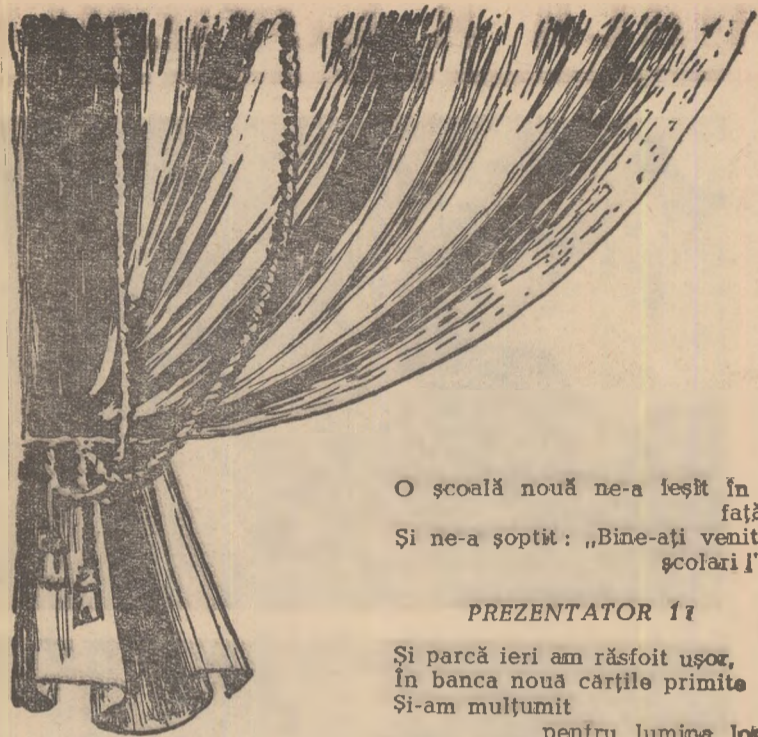 O școală nouă ne-a ieșit în
față
Și ne-a șoptit: „Bine-ați venit
școlari !"
PREZENTATOR 11
Și parcă ieri am răsfoit ușor,
În banca nouă cărțile primite
Și-am mulțumit
pentru lumina